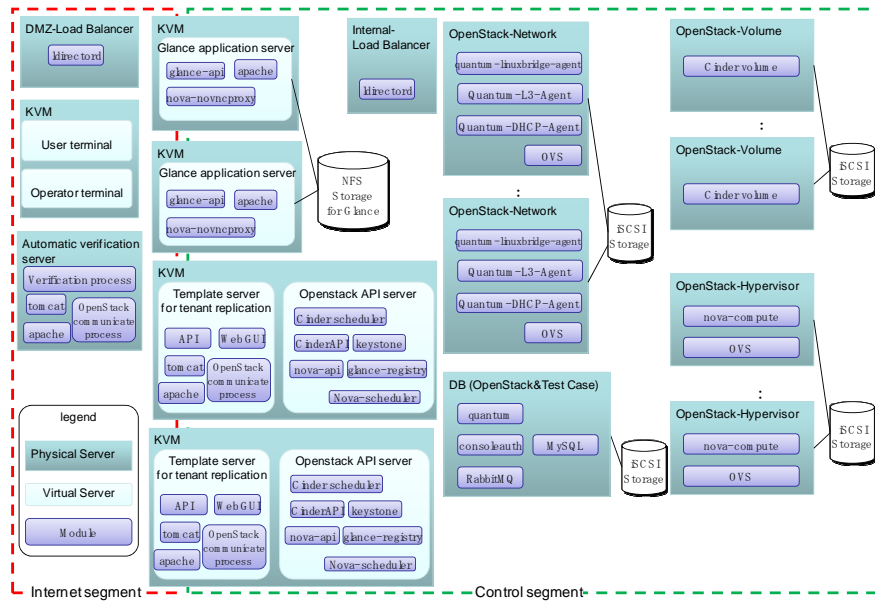 DMZ-Load Balancer
ldirectord
KVM
User terminal
Operator terminal
Automatic verification
server
Verification process
tomcat
apache
OpenStack
communicate
process
legend
Physical Server
Virtual Server
Module
Internet segment
KVM
Glance application server
glance-api
apache
nova-novncproxy
KVM
Glance application server
glance-api
apache
nova-novncproxy
NFS
Storage
for Glance
KVM
Template server
for tenant replication
API
WebGUI
tomcat
apache
OpenStack
communicate
process
Openstack API server
Cinder scheduler
CinderAPI
keystone
nova-api
glance-registry
Nova-scheduler
KVM
Template server
for tenant replication
API
WebGUI
tomcat
apache
OpenStack
communicate
process
Openstack API server
Cinder scheduler
CinderAPI
keystone
nova-api
glance-registry
Nova-scheduler
Internal-
Load Balancer
ldirectord
OpenStack-Network
quantum-linuxbridge-agent
Quantum-L3-Agent
Quantum-DHCP-Agent
OVS
:
OpenStack-Network
quantum-linuxbridge-agent
Quantum-L3-Agent
Quantum-DHCP-Agent
OVS
iSCSI
Storage
DB (OpenStack&Test Case)
quantum
consoleauth
MySQL
RabbitMQ
iSCSI
Storage
OpenStack-Volume
Cindervolume
:
OpenStack-Volume
Cindervolume
iSCSI
Storage
OpenStack-Hypervisor
nova-compute
OVS
:
OpenStack-Hypervisor
nova-compute
OVS
iSCSI
Storage
Control segment